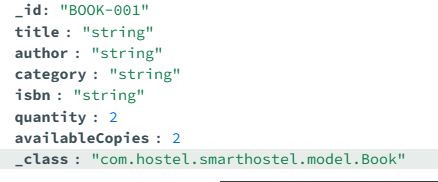 _id: "BOOK-001"
title : "string"
author : "string"
category : "string"
isbn : "string"
quantity : 2
availableCopies : 2
_class : "com.hostel.smarthostel.model.Book"